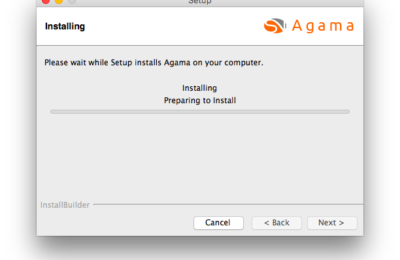 Setup
Installing
Agama
Please wait while Setup installs Agama on your computer.
Installing
Preparing to Install
InstallBuilder
Cancel
< Back
Next >